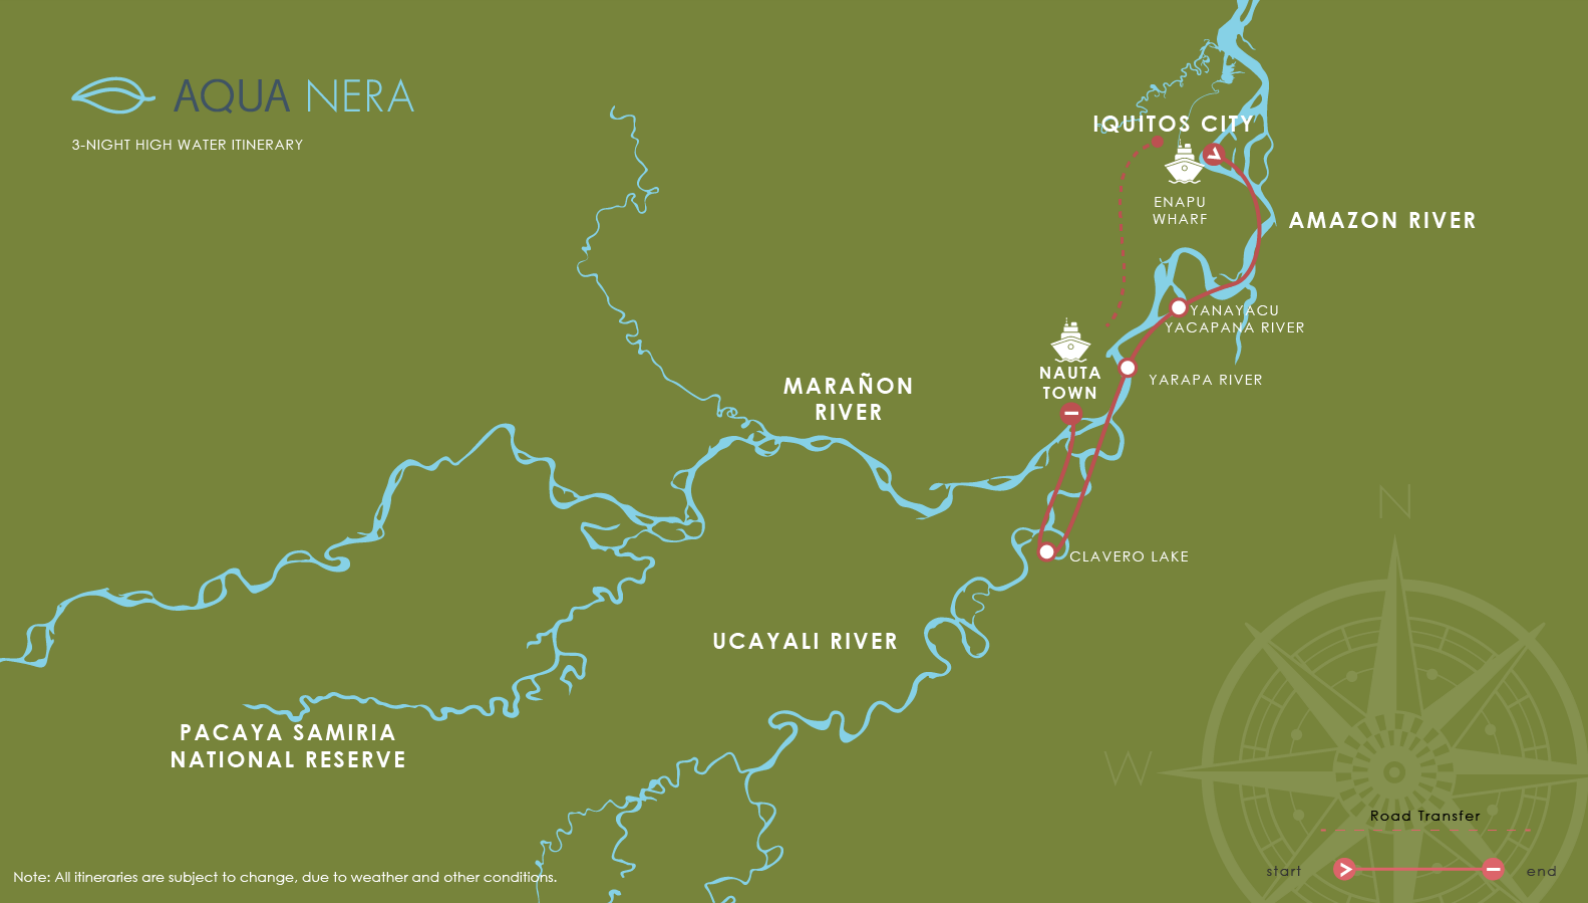 AQUA NERA
3-NIGHT HIGH WATER ITINERARY
IQUITOS CITY
ENAPU
WHARF
AMAZON RIVER
YANAYACU
YACAPANA RIVER
NAUTA
TOWN
YARAPA RIVER
MARAÑON
RIVER
CLAVERO LAKE
UCAYALI RIVER
PACAYA SAMIRIA
NATIONAL RESERVE
N
W
Road Transfer
start
end
Note: All itineraries are subject to change, due to weather and other conditions.